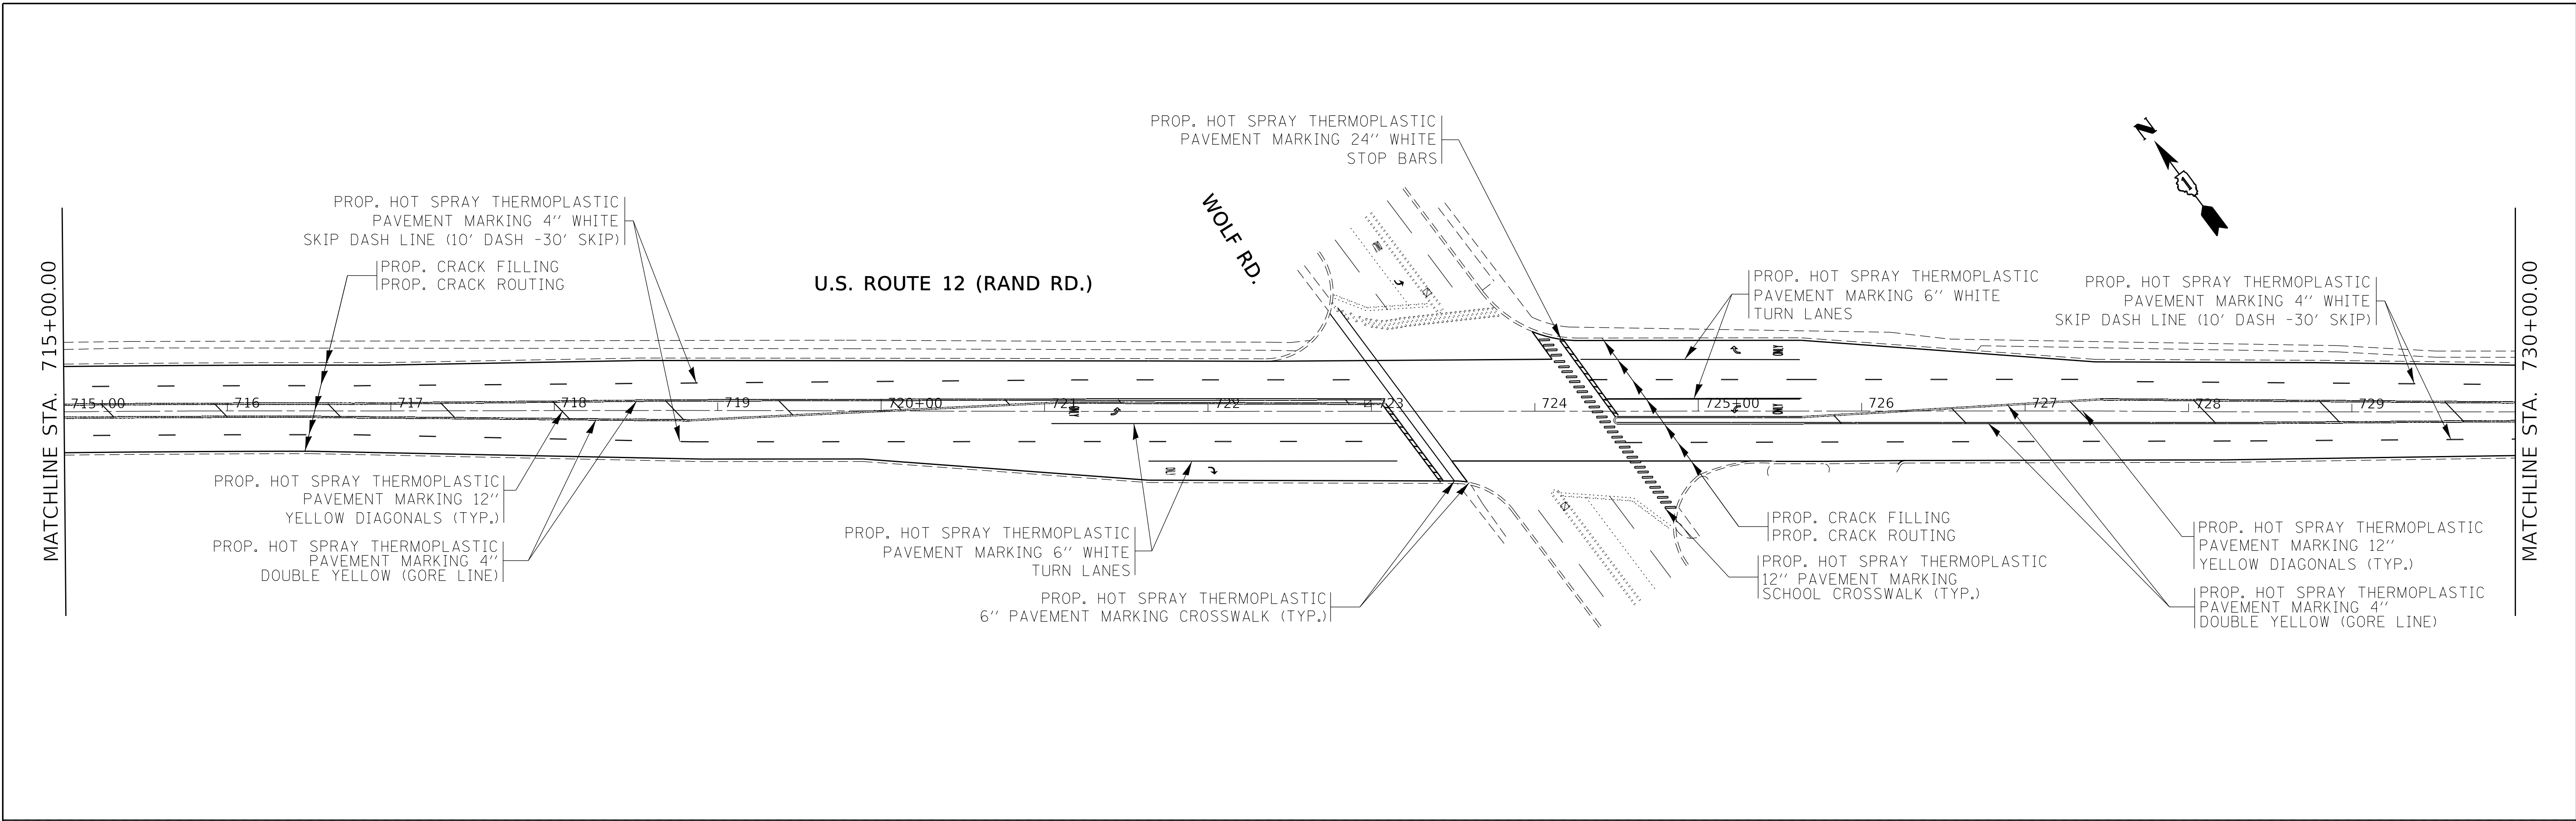 PROP. HOT SPRAY THERMOPLASTIC
PAVEMENT MARKING 24″ WHITE
STOP BARS
N
1
PROP. HOT SPRAY THERMOPLASTIC
PAVEMENT MARKING 4″ WHITE
SKIP DASH LINE (10′ DASH -30′ SKIP)
PROP. CRACK FILLING
PROP. CRACK ROUTING
U.S. ROUTE 12 (RAND RD.)
WOLF RD.
PROP. HOT SPRAY THERMOPLASTIC
PAVEMENT MARKING 6″ WHITE
TURN LANES
PROP. HOT SPRAY THERMOPLASTIC
PAVEMENT MARKING 4″ WHITE
SKIP DASH LINE (10′ DASH -30′ SKIP)
MATCHLINE STA. 715+00.00
MATCHLINE STA. 730+00.00
ONLY
715+00
716
717
718
719
720+00
721
722
723
724
725+00
726
727
728
729
ONLY
ONLY
PROP. HOT SPRAY THERMOPLASTIC
PAVEMENT MARKING 12″
YELLOW DIAGONALS (TYP.)
PROP. HOT SPRAY THERMOPLASTIC
PAVEMENT MARKING 4″
DOUBLE YELLOW (GORE LINE)
PROP. HOT SPRAY THERMOPLASTIC
PAVEMENT MARKING 6″ WHITE
TURN LANES
PROP. HOT SPRAY THERMOPLASTIC
6″ PAVEMENT MARKING CROSSWALK (TYP.)
PROP. CRACK FILLING
PROP. CRACK ROUTING
PROP. HOT SPRAY THERMOPLASTIC
12″ PAVEMENT MARKING
SCHOOL CROSSWALK (TYP.)
PROP. HOT SPRAY THERMOPLASTIC
PAVEMENT MARKING 12″
YELLOW DIAGONALS (TYP.)
PROP. HOT SPRAY THERMOPLASTIC
PAVEMENT MARKING 4″
DOUBLE YELLOW (GORE LINE)